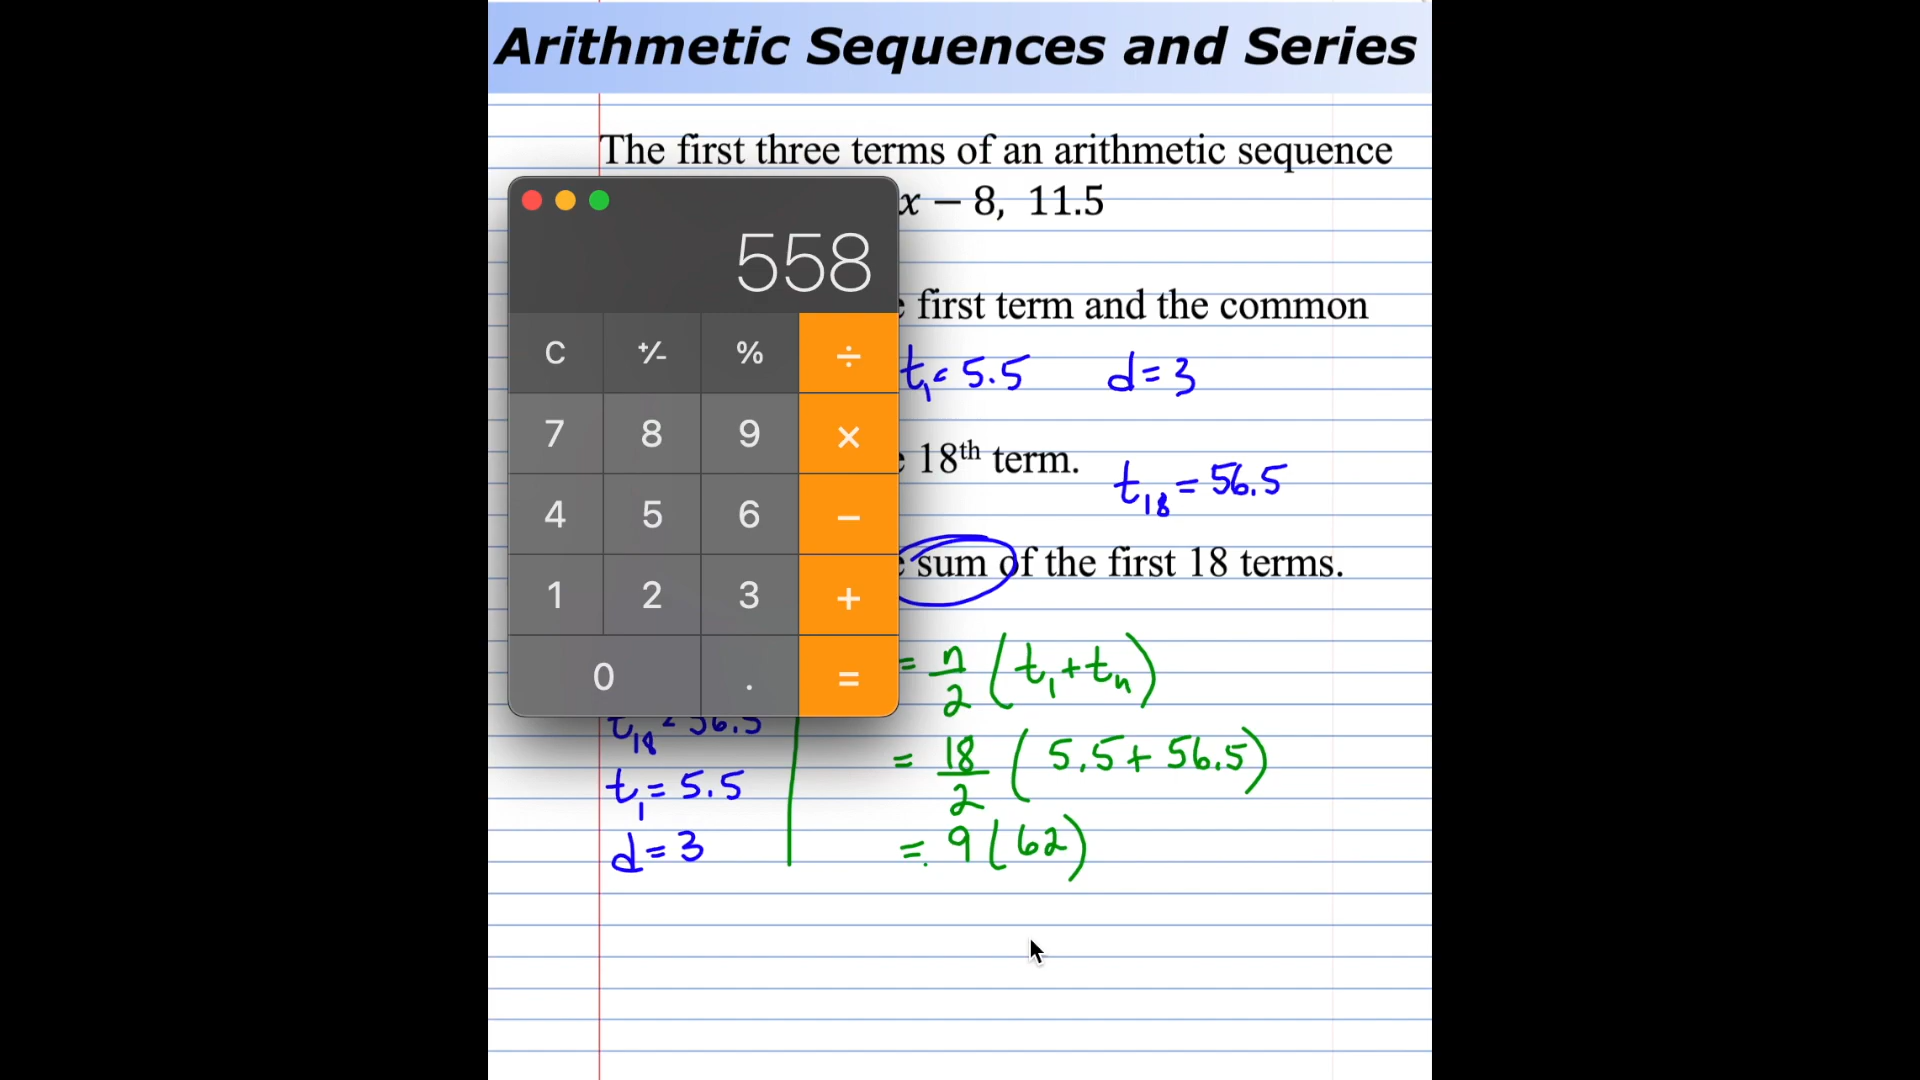 Arithmetic Sequences and Series
The first three terms of an arithmetic sequence
x − 8, 11.5
558
C ⁺∕₋ % ÷
7 8 9 ×
4 5 6 −
1 2 3 +
0 . =
first term and the common
t₁ = 5.5 d = 3
18th term.
t₁₈ = 56.5
sum of the first 18 terms.
= n/2 (t₁ + tₙ)
t₁₈ = 56.5
= 18/2 (5.5 + 56.5)
t₁ = 5.5
= 9(62)
d = 3